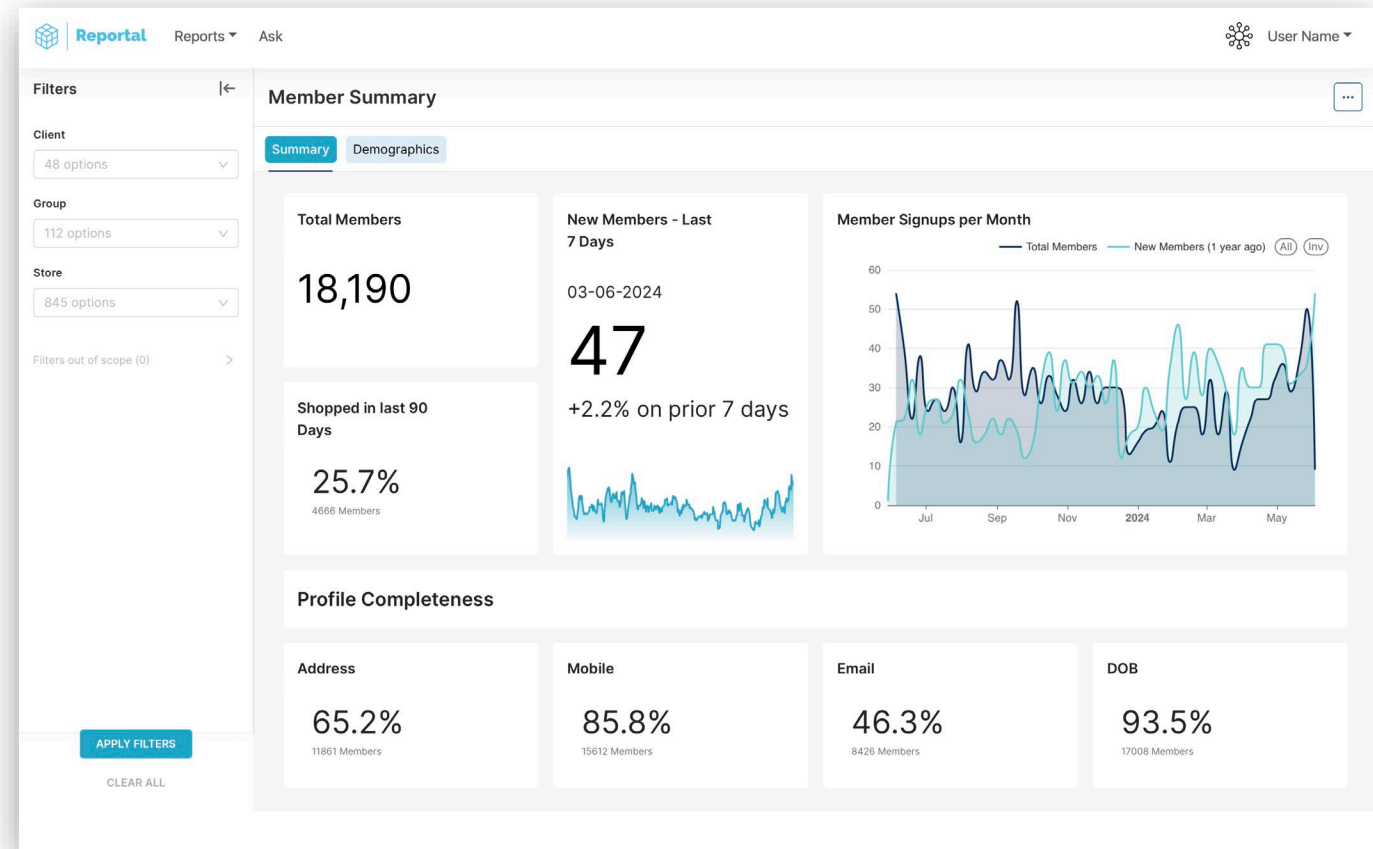 Reportal
Reports
Ask
User Name
Filters
Client
48 options
Group
112 options
Store
845 options
Filters out of scope (0)
APPLY FILTERS
CLEAR ALL
Member Summary
...
Summary
Demographics
Total Members
18,190
Shopped in last 90
Days
25.7%
4666 Members
New Members - Last
7 Days
03-06-2024
47
+2.2% on prior 7 days
Member Signups per Month
Total Members
New Members (1 year ago)
All
Inv
60
50
40
30
20
10
0
Jul
Sep
Nov
2024
Mar
May
Profile Completeness
Address
65.2%
11861 Members
Mobile
85.8%
15612 Members
Email
46.3%
8426 Members
DOB
93.5%
17008 Members